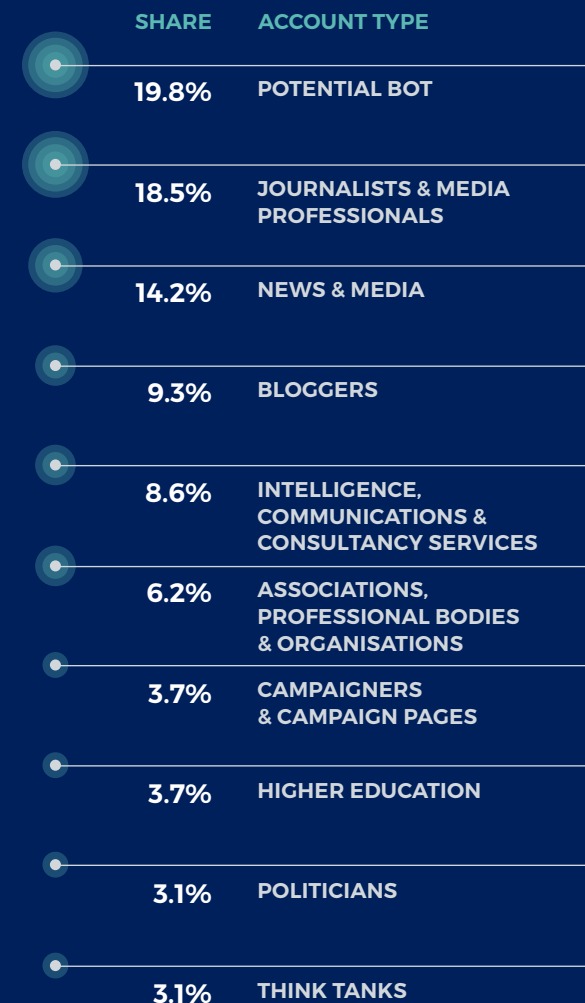 SHARE ACCOUNT TYPE
19.8% POTENTIAL BOT
18.5% JOURNALISTS & MEDIA
PROFESSIONALS
14.2% NEWS & MEDIA
9.3% BLOGGERS
8.6% INTELLIGENCE,
COMMUNICATIONS &
CONSULTANCY SERVICES
6.2% ASSOCIATIONS,
PROFESSIONAL BODIES
& ORGANISATIONS
3.7% CAMPAIGNERS
& CAMPAIGN PAGES
3.7% HIGHER EDUCATION
3.1% POLITICIANS
3.1% THINK TANKS